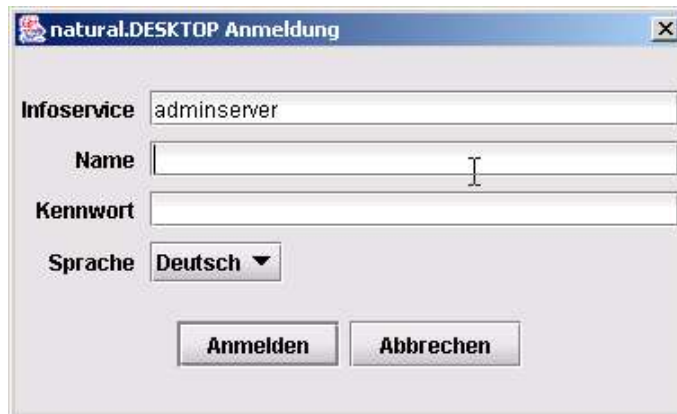 natural.DESKTOP Anmeldung
Infoservice adminserver
Name
Kennwort
Sprache Deutsch
Anmelden Abbrechen